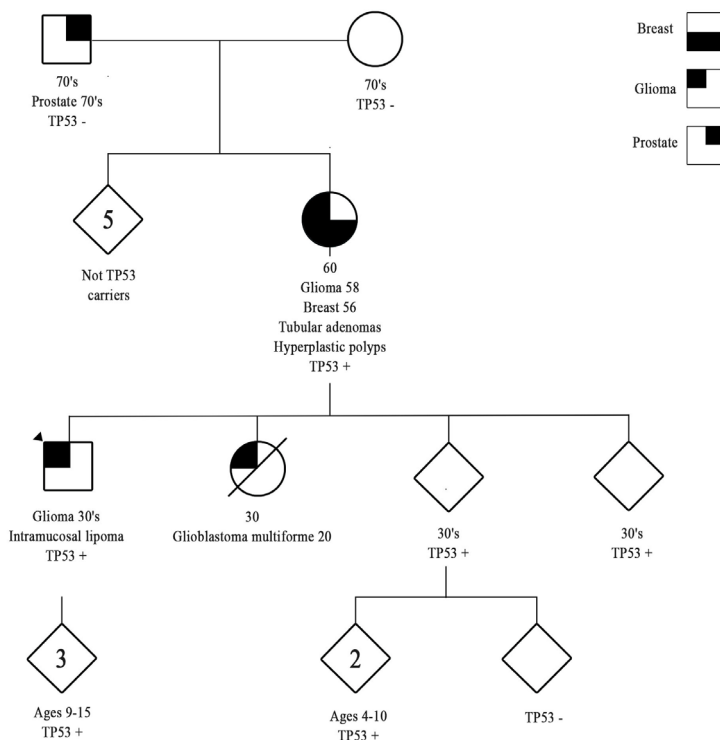 Breast
Glioma
Prostate
70's
Prostate 70's
TP53 -
70's
TP53 -
5
Not TP53
carriers
60
Glioma 58
Breast 56
Tubular adenomas
Hyperplastic polyps
TP53 +
Glioma 30's
Intramucosal lipoma
TP53 +
30
Glioblastoma multiforme 20
30's
TP53 +
30's
TP53 +
3
Ages 9-15
TP53 +
2
Ages 4-10
TP53 +
TP53 -